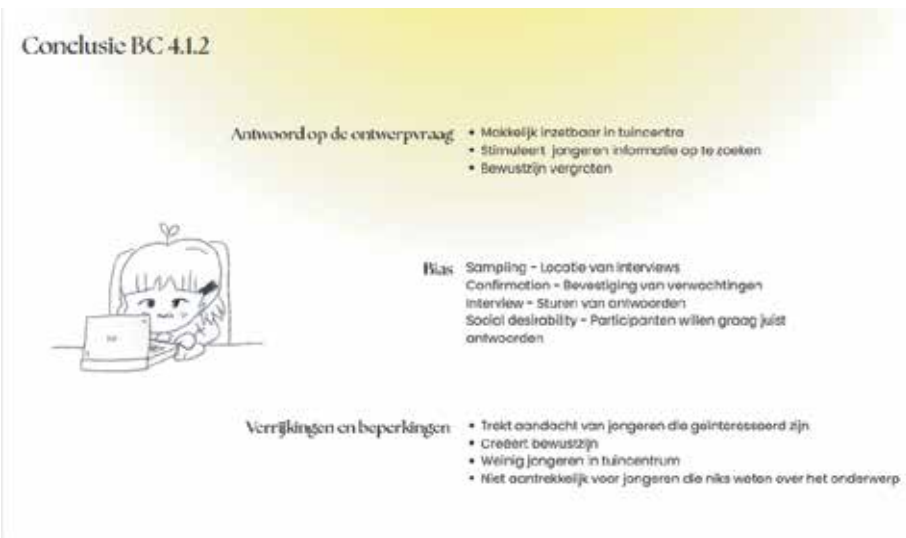 Conclusie BC 4.1.2
Antwoord op de ontwerpvraag
• Makkelijk inzetbaar in tuincentra
• Stimuleert jongeren informatie op te zoeken
• Bewustzijn vergroten
Bias
Sampling - Locatie van interviews
Confirmation - Bevestiging van verwachtingen
Interview - Sturen van antwoorden
Social desirability - Participanten willen graag juist
antwoorden
Verrijkingen en beperkingen
• Trekt aandacht van jongeren die geïnteresseerd zijn
• Creëert bewustzijn
• Weinig jongeren in tuincentrum
• Niet aantrekkelijk voor jongeren die niks weten over het onderwerp